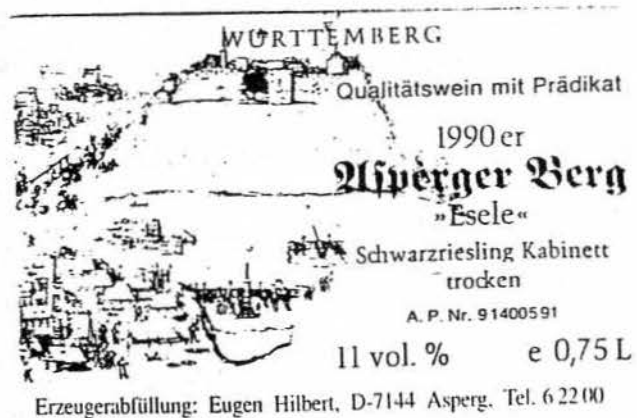 WÜRTTEMBERG
Qualitätswein mit Prädikat
1990er
Asperger Berg
»Esele«
Schwarzriesling Kabinett
trocken
A. P. Nr. 91400591
11 vol. % e 0,75 L
Erzeugerabfüllung: Eugen Hilbert, D-7144 Asperg, Tel. 6 22 00